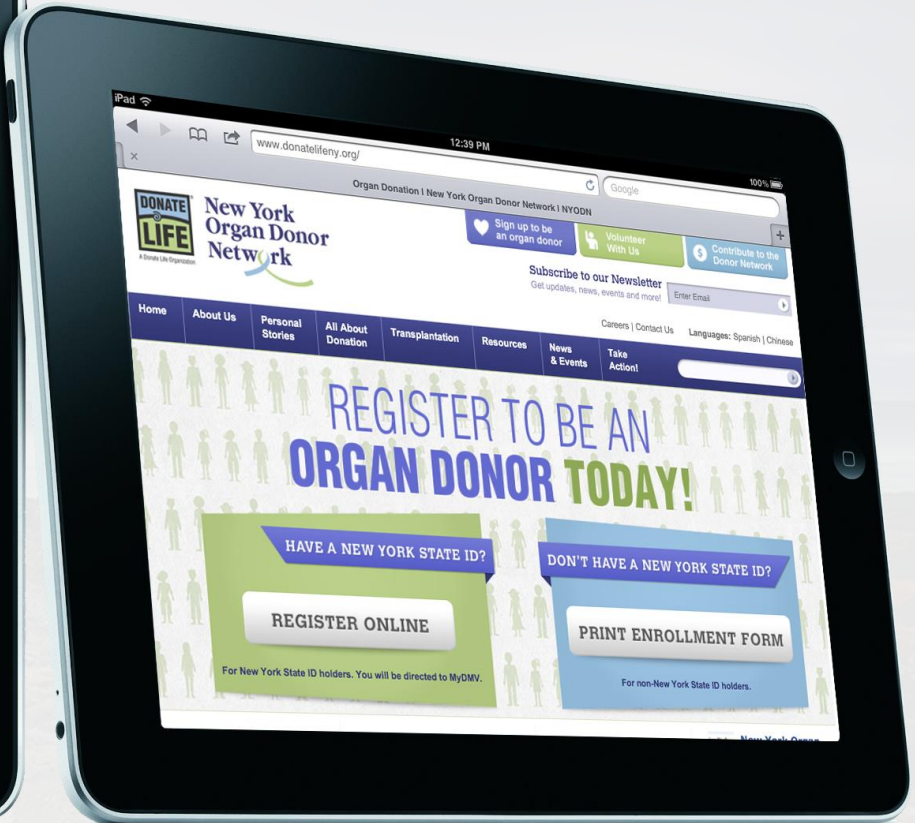 iPad
12:39 PM
100%
www.donatelifeny.org/
Google
Organ Donation | New York Organ Donor Network | NYODN
DONATE
LIFE
A Donate Life Organization
New York
Organ Donor
Network
Sign up to be
an organ donor
Volunteer
With Us
Contribute to the
Donor Network
Subscribe to our Newsletter
Get updates, news, events and more!
Enter Email
Careers | Contact Us
Languages: Spanish | Chinese
Home
About Us
Personal
Stories
All About
Donation
Transplantation
Resources
News
& Events
Take
Action!
REGISTER TO BE AN
ORGAN DONOR TODAY!
HAVE A NEW YORK STATE ID?
REGISTER ONLINE
For New York State ID holders. You will be directed to MyDMV.
DON'T HAVE A NEW YORK STATE ID?
PRINT ENROLLMENT FORM
For non-New York State ID holders.
New York Organ